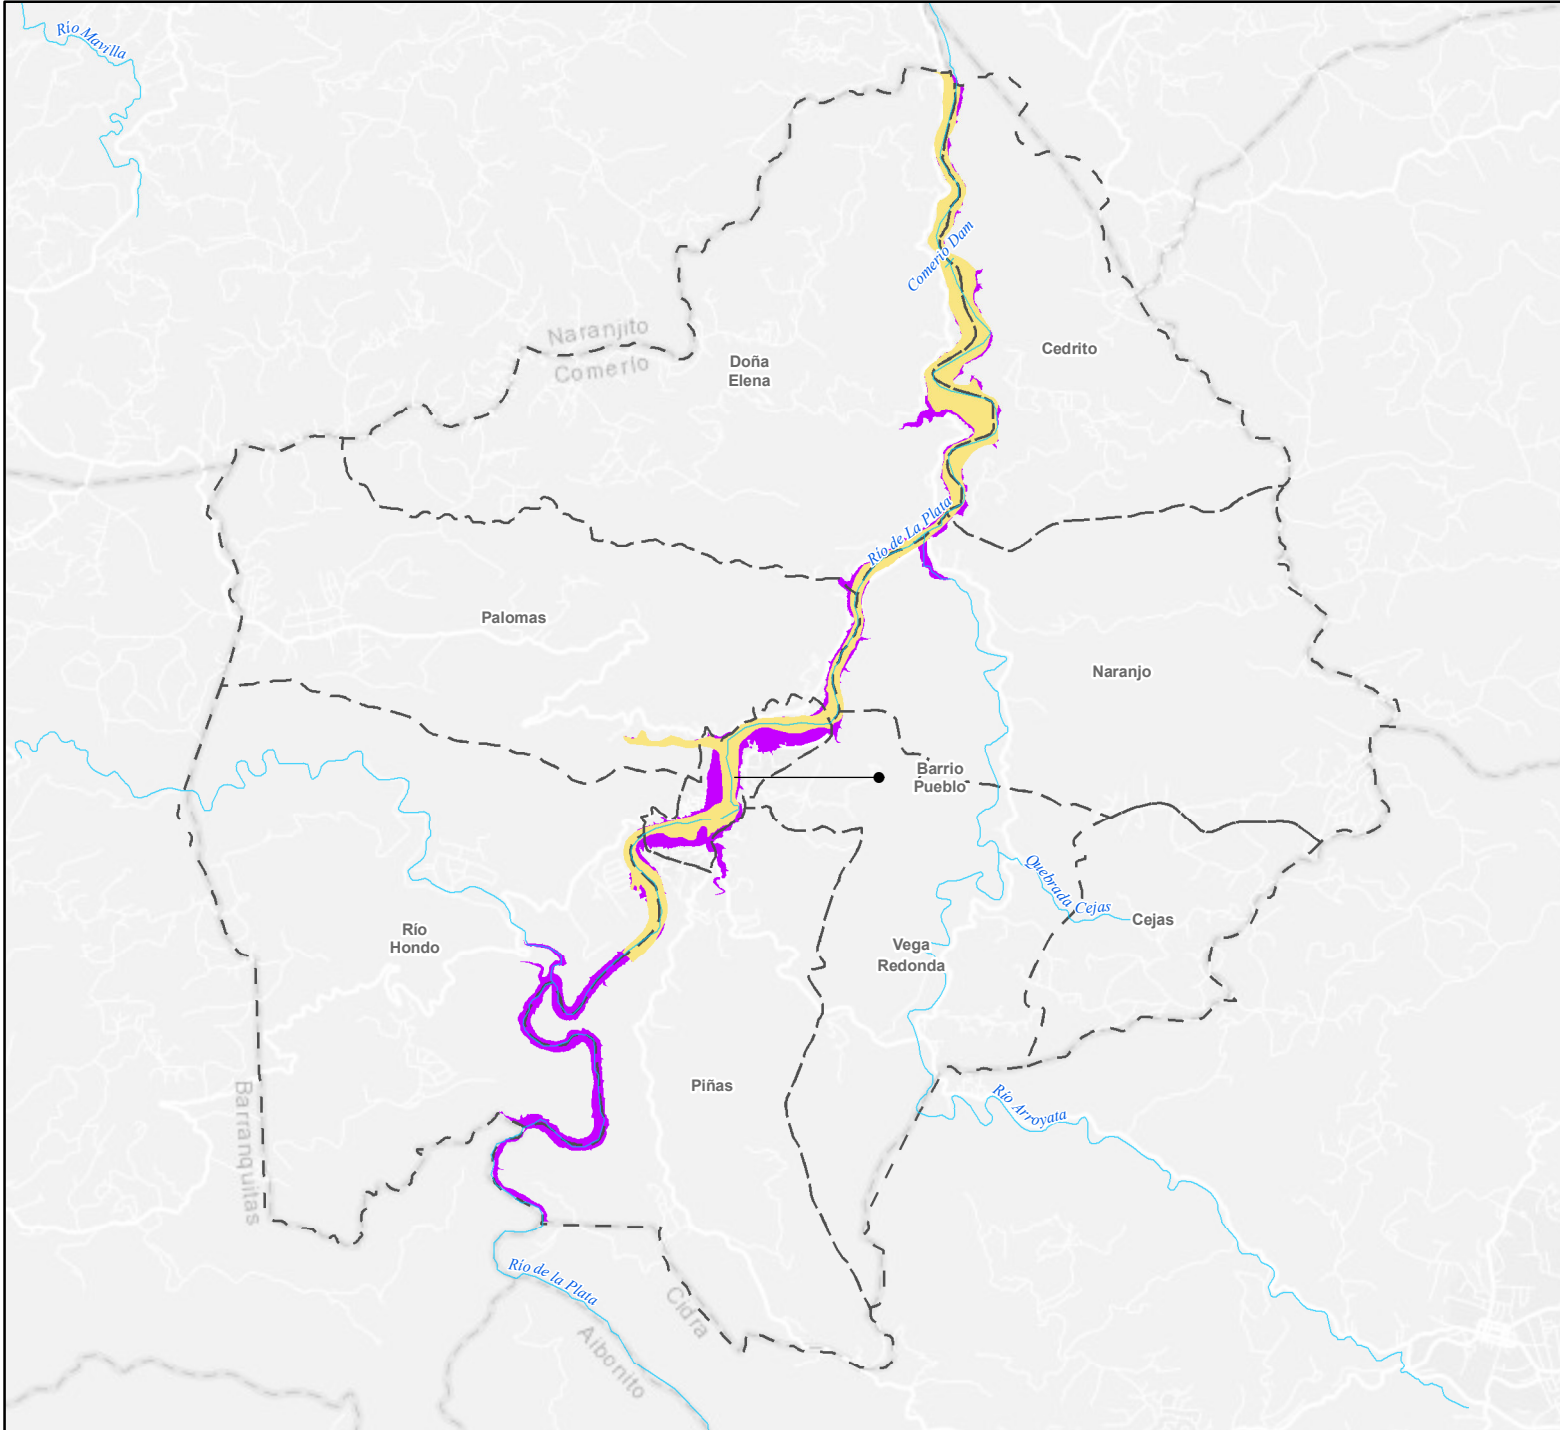 Río Mavilla
Comerío Dam
Naranjito
Comerío
Doña
Elena
Cedrito
Río de La Plata
Palomas
Naranjo
Barrio
Pueblo
Quebrada Cejas
Cejas
Río
Hondo
Vega
Redonda
Piñas
Barranquitas
Río Arroyata
Río de la Plata
Cidra
Aibonito